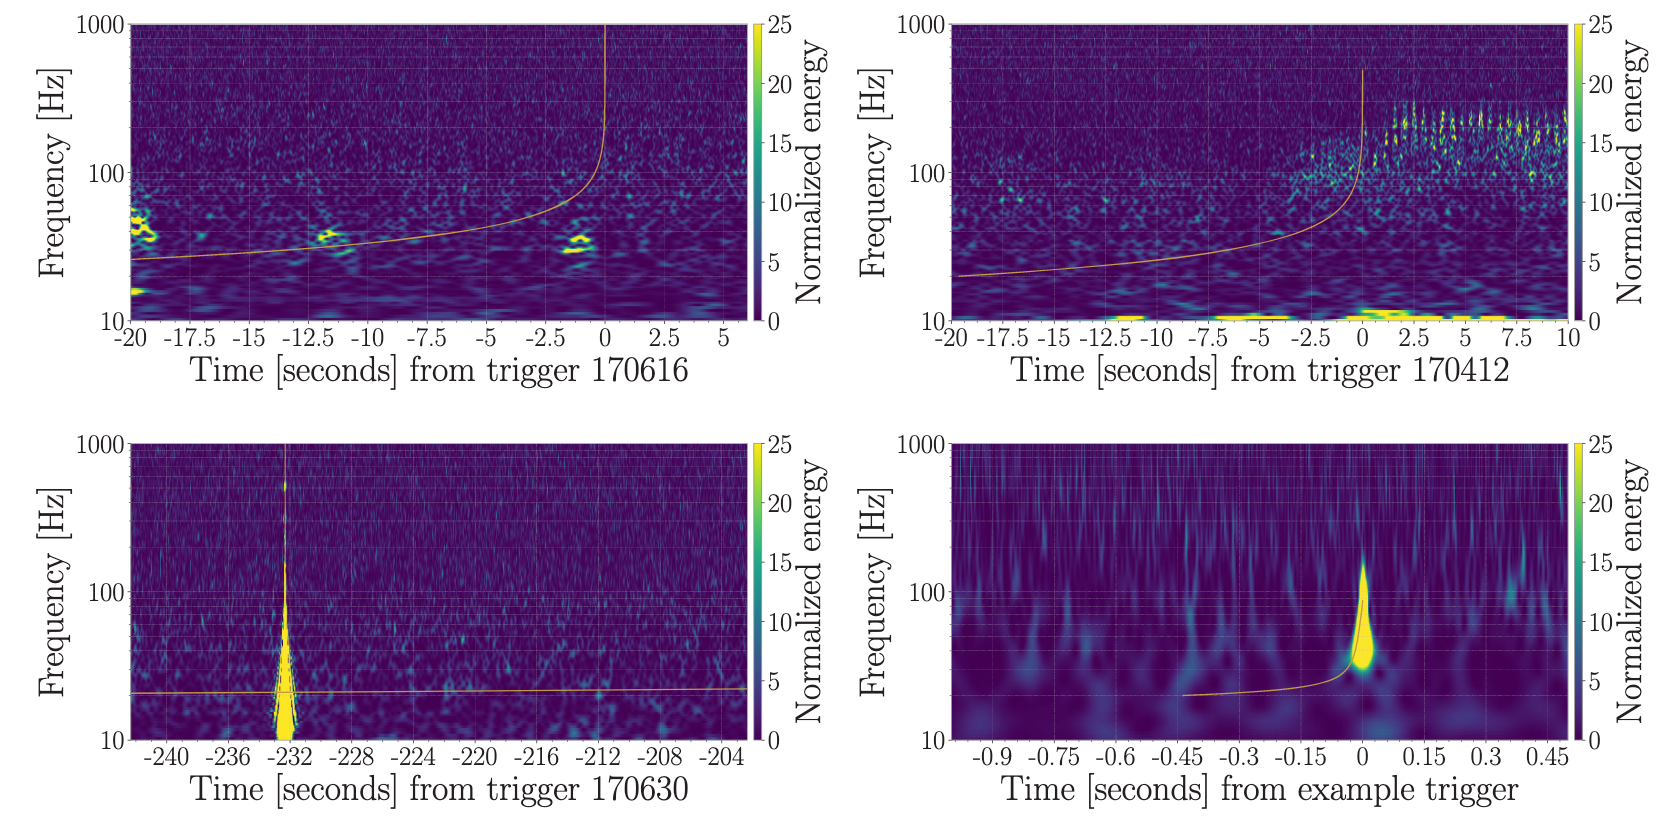 1000
100
10
Frequency [Hz]
-20 -17.5 -15 -12.5 -10 -7.5 -5 -2.5 0 2.5 5
Time [seconds] from trigger 170616
25
20
15
10
5
0
Normalized energy
1000
100
10
Frequency [Hz]
-20 -17.5 -15 -12.5 -10 -7.5 -5 -2.5 0 2.5 5 7.5 10
Time [seconds] from trigger 170412
25
20
15
10
5
0
Normalized energy
1000
100
10
Frequency [Hz]
-240 -236 -232 -228 -224 -220 -216 -212 -208 -204
Time [seconds] from trigger 170630
25
20
15
10
5
0
Normalized energy
1000
100
10
Frequency [Hz]
-0.9 -0.75 -0.6 -0.45 -0.3 -0.15 0 0.15 0.3 0.45
Time [seconds] from example trigger
25
20
15
10
5
0
Normalized energy